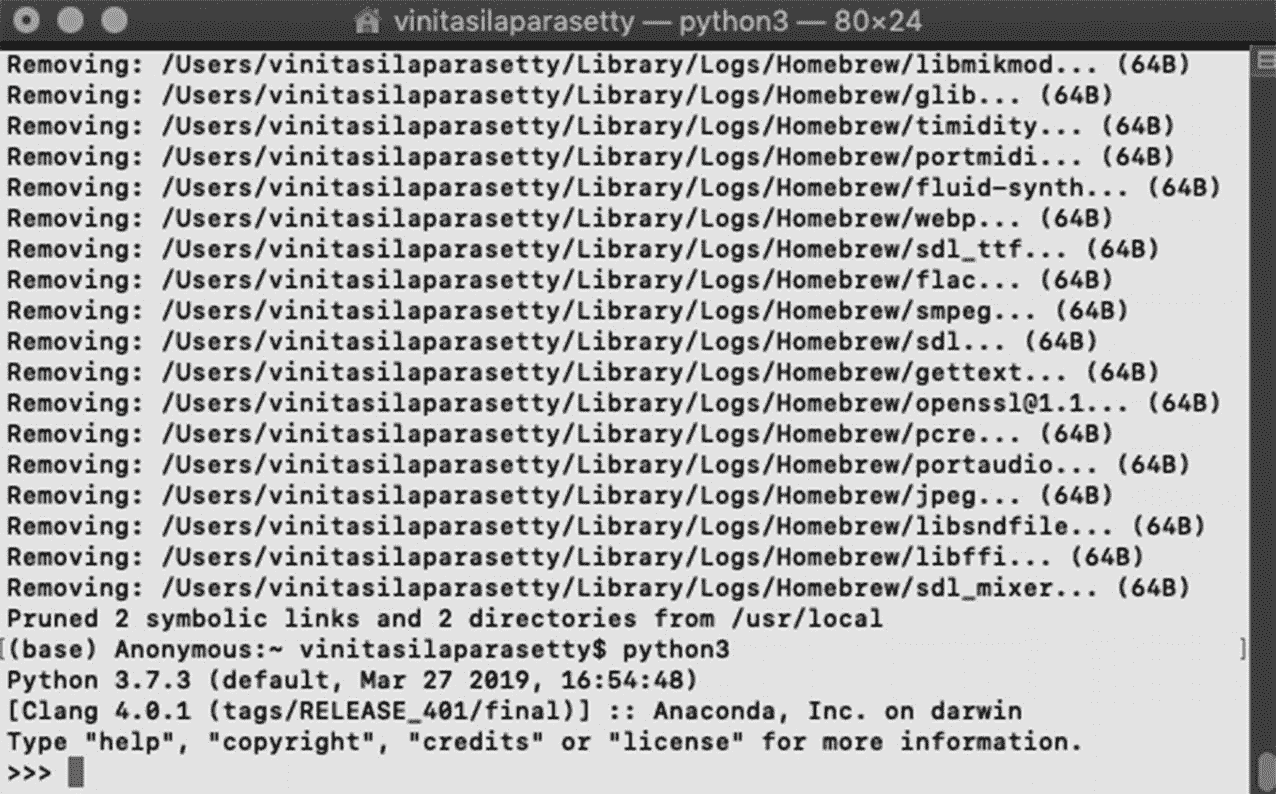 vinitasilaparasetty — python3 — 80×24
Removing: /Users/vinitasilaparasetty/Library/Logs/Homebrew/libmikmod... (64B)
Removing: /Users/vinitasilaparasetty/Library/Logs/Homebrew/glib... (64B)
Removing: /Users/vinitasilaparasetty/Library/Logs/Homebrew/timidity... (64B)
Removing: /Users/vinitasilaparasetty/Library/Logs/Homebrew/portmidi... (64B)
Removing: /Users/vinitasilaparasetty/Library/Logs/Homebrew/fluid-synth... (64B)
Removing: /Users/vinitasilaparasetty/Library/Logs/Homebrew/webp... (64B)
Removing: /Users/vinitasilaparasetty/Library/Logs/Homebrew/sdl_ttf... (64B)
Removing: /Users/vinitasilaparasetty/Library/Logs/Homebrew/flac... (64B)
Removing: /Users/vinitasilaparasetty/Library/Logs/Homebrew/smpeg... (64B)
Removing: /Users/vinitasilaparasetty/Library/Logs/Homebrew/sdl... (64B)
Removing: /Users/vinitasilaparasetty/Library/Logs/Homebrew/gettext... (64B)
Removing: /Users/vinitasilaparasetty/Library/Logs/Homebrew/openssl@1.1... (64B)
Removing: /Users/vinitasilaparasetty/Library/Logs/Homebrew/pcre... (64B)
Removing: /Users/vinitasilaparasetty/Library/Logs/Homebrew/portaudio... (64B)
Removing: /Users/vinitasilaparasetty/Library/Logs/Homebrew/jpeg... (64B)
Removing: /Users/vinitasilaparasetty/Library/Logs/Homebrew/libsndfile... (64B)
Removing: /Users/vinitasilaparasetty/Library/Logs/Homebrew/libffi... (64B)
Removing: /Users/vinitasilaparasetty/Library/Logs/Homebrew/sdl_mixer... (64B)
Pruned 2 symbolic links and 2 directories from /usr/local
[(base) Anonymous:~ vinitasilaparasetty$ python3 ]
Python 3.7.3 (default, Mar 27 2019, 16:54:48)
[Clang 4.0.1 (tags/RELEASE_401/final)] :: Anaconda, Inc. on darwin
Type "help", "copyright", "credits" or "license" for more information.
>>>